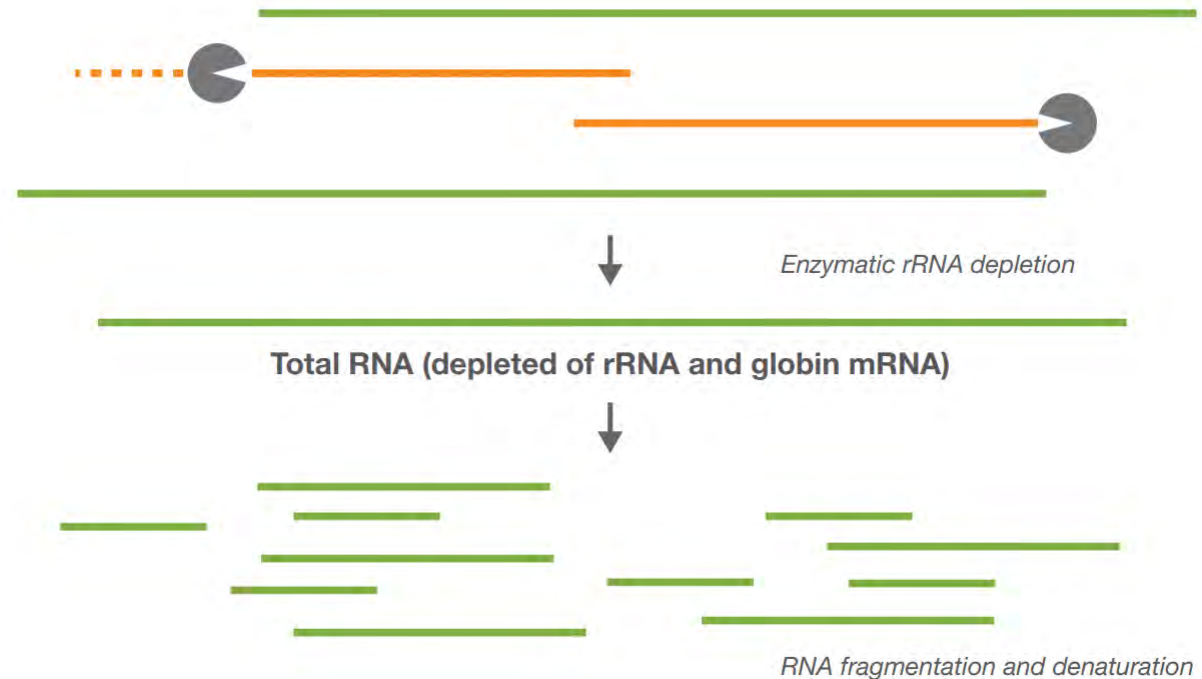 Enzymatic rRNA depletion
Total RNA (depleted of rRNA and globin mRNA)
RNA fragmentation and denaturation